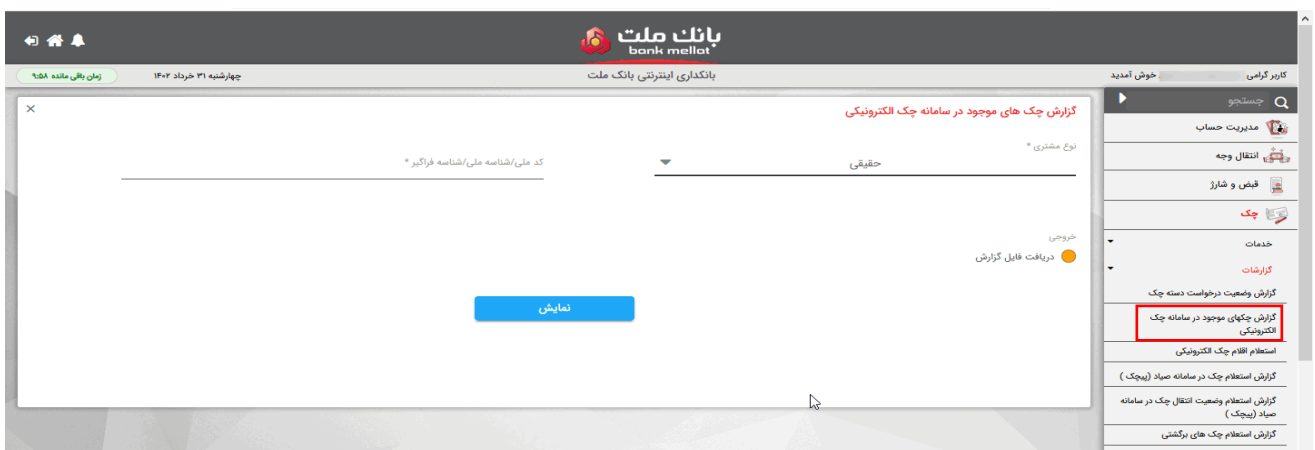 بانك ملت
bank mellat
زمان باقی مانده ۹:۵۸
چهارشنبه ۳۱ خرداد ۱۴۰۲
بانکداری اینترنتی بانک ملت
کاربر گرامی
خوش آمدید
جستجو
مدیریت حساب
انتقال وجه
قبض و شارژ
چک
خدمات
گزارشات
گزارش وضعیت درخواست دسته چک
گزارش چکهای موجود در سامانه چک
الکترونیکی
استعلام اقلام چک الکترونیکی
گزارش استعلام چک در سامانه صیاد (پیچک )
گزارش استعلام وضعیت انتقال چک در سامانه
صیاد (پیچک )
گزارش استعلام چک های برگشتی
گزارش چک های موجود در سامانه چک الکترونیکی
نوع مشتری *
حقیقی
کد ملی/شناسه ملی/شناسه فراگیر *
خروجی
دریافت فایل گزارش
نمایش